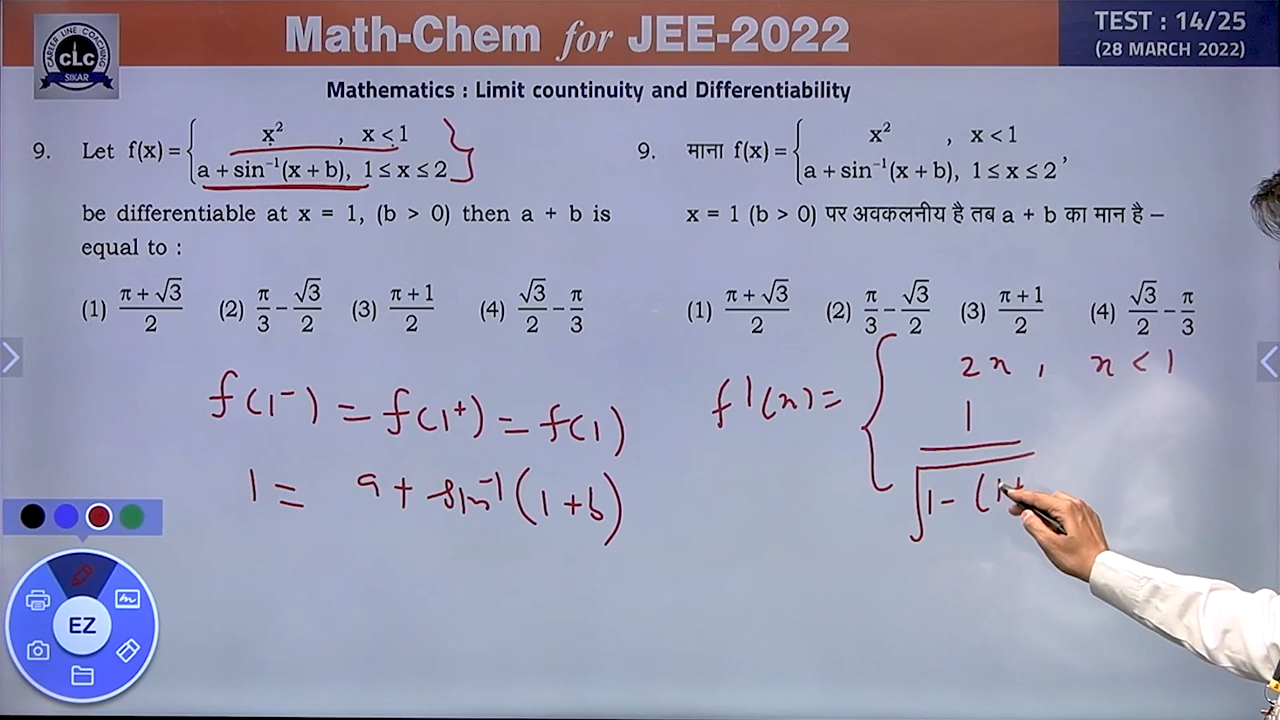 CAREER LINE COACHING
CLC
SIKAR
Math-Chem for JEE-2022
TEST : 14/25
(28 MARCH 2022)
Mathematics : Limit countinuity and Differentiability
9. Let f(x) = { x² , x < 1
a + sin⁻¹(x + b), 1 ≤ x ≤ 2
be differentiable at x = 1, (b > 0) then a + b is
equal to :
(1) (π + √3)/2 (2) π/3 − √3/2 (3) (π + 1)/2 (4) √3/2 − π/3
9. माना f(x) = { x² , x < 1
a + sin⁻¹(x + b), 1 ≤ x ≤ 2 ,
x = 1 (b > 0) पर अवकलनीय है तब a + b का मान है –
(1) (π + √3)/2 (2) π/3 − √3/2 (3) (π + 1)/2 (4) √3/2 − π/3
f(1⁻) = f(1⁺) = f(1)
1 = a + sin⁻¹(1 + b)
f'(x) = { 2x , x < 1
1
√1 − (1+
EZ